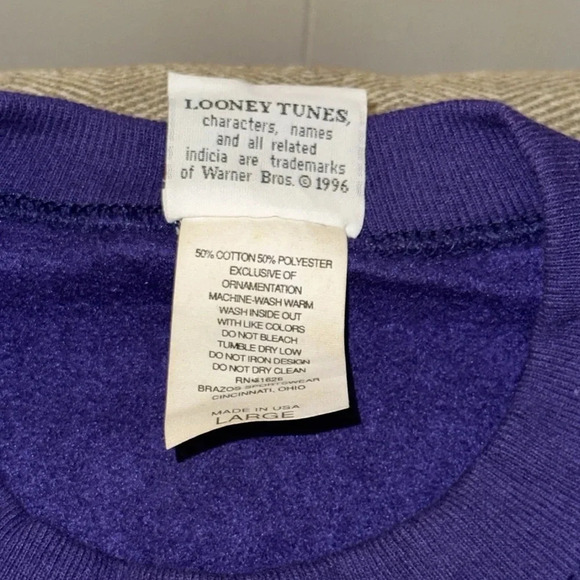 LOONEY TUNES,
characters, names
and all related
indicia are trademarks
of Warner Bros. © 1996
50% COTTON 50% POLYESTER
EXCLUSIVE OF
ORNAMENTATION
MACHINE-WASH WARM
WASH INSIDE OUT
WITH LIKE COLORS
DO NOT BLEACH
TUMBLE DRY LOW
DO NOT IRON DESIGN
DO NOT DRY CLEAN
BRAZOS SPORTSWEAR
CINCINNATI, OHIO
MADE IN USA
LARGE